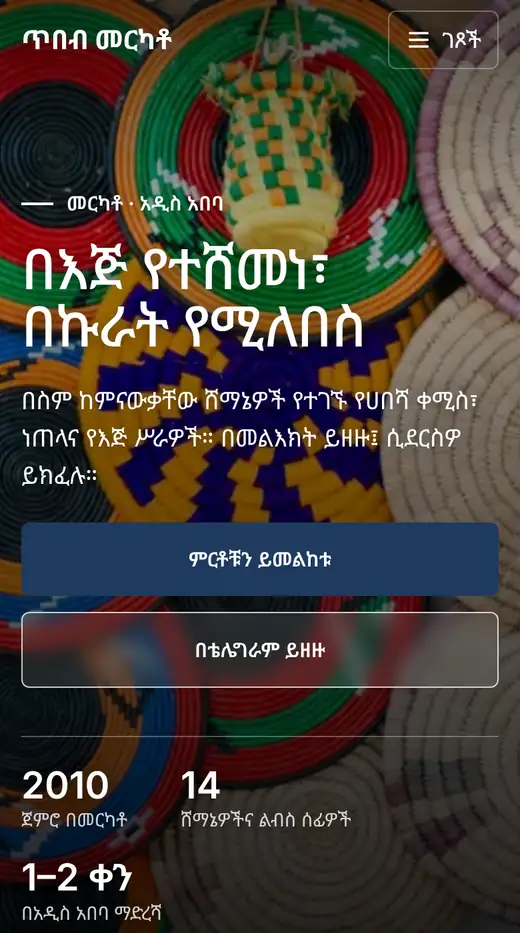 ጥበብ መርካቶ
ገጾች
መርካቶ · አዲስ አበባ
በእጅ የተሸመነ፣
በኩራት የሚለበስ
በስም ከምናውቃቸው ሸማኔዎች የተገኙ የሀበሻ ቀሚስ፣
ነጠላና የእጅ ሥራዎች። በመልእክት ይዘዙ፤ ሲደርስዎ
ይክፈሉ።
ምርቶቹን ይመልከቱ
በቴሌግራም ይዘዙ
2010
ጀምሮ በመርካቶ
14
ሸማኔዎችና ልብስ ሰፊዎች
1–2 ቀን
በአዲስ አበባ ማድረሻ